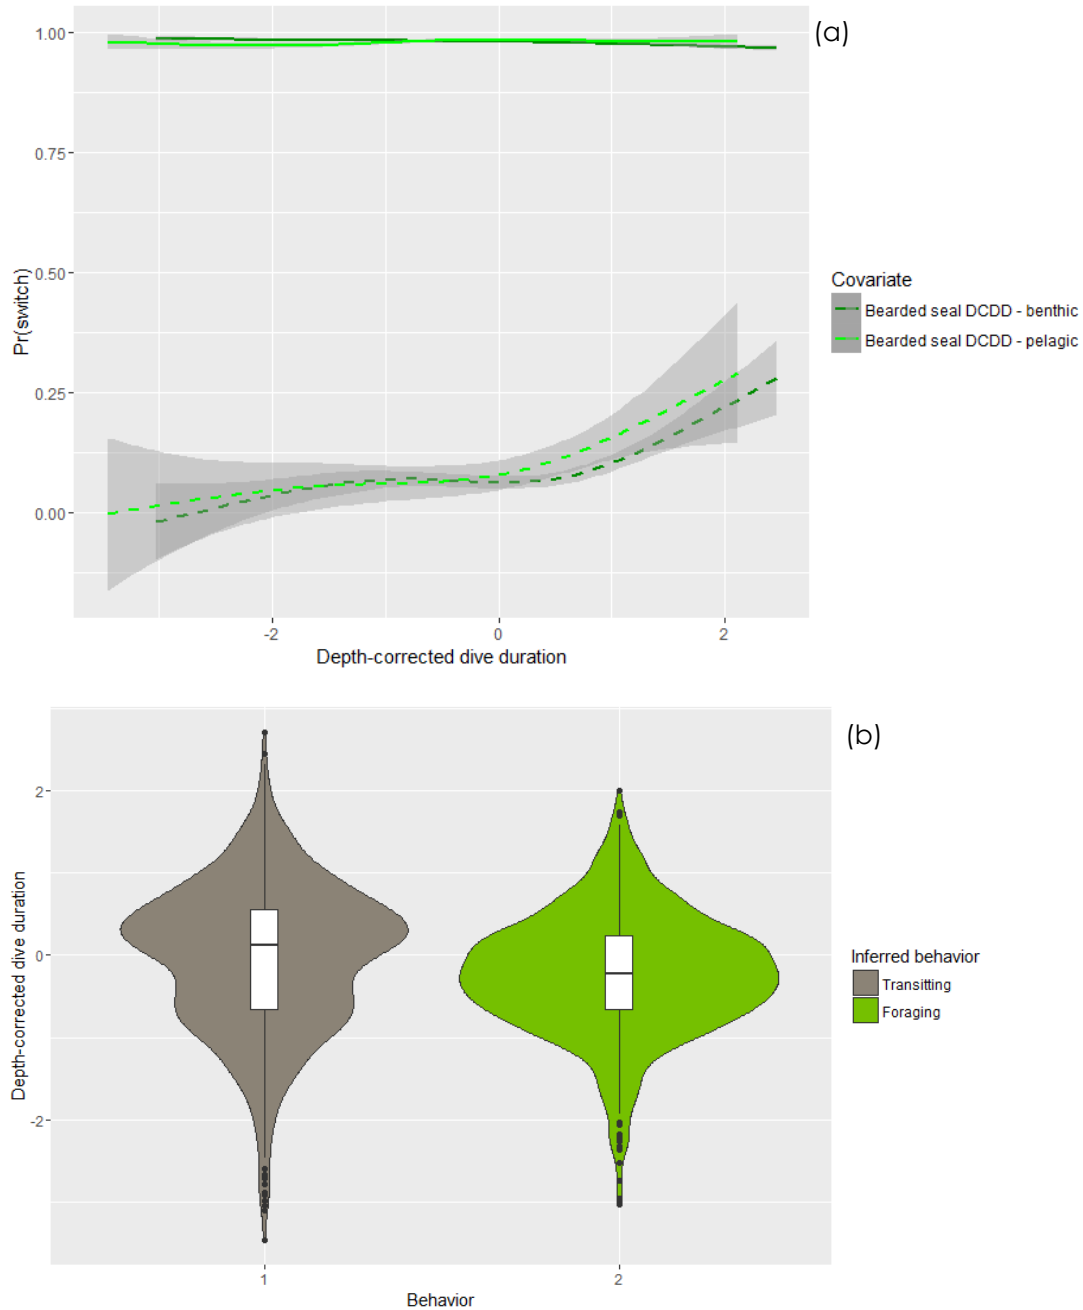 (a)
1.00
0.75
0.50
0.25
0.00
Pr(switch)
-2
0
2
Depth-corrected dive duration
Covariate
Bearded seal DCDD - benthic
Bearded seal DCDD - pelagic
(b)
2
0
-2
Depth-corrected dive duration
1
2
Behavior
Inferred behavior
Transitting
Foraging